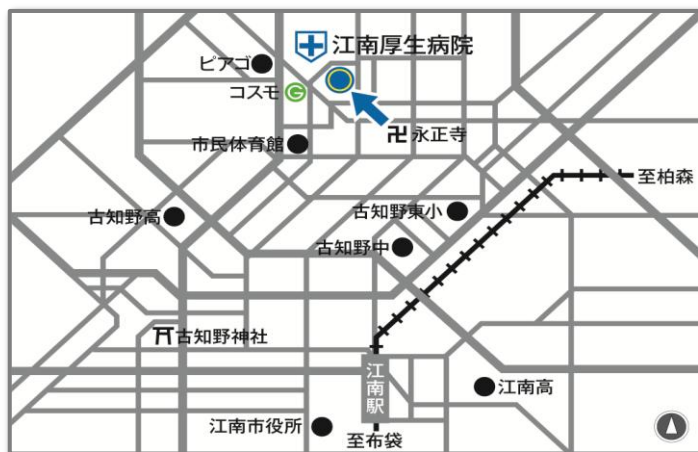 江南厚生病院
ピアゴ
コスモ
G
市民体育館
永正寺
至柏森
古知野高
古知野東小
古知野中
古知野神社
江南駅
江南高
江南市役所
至布袋